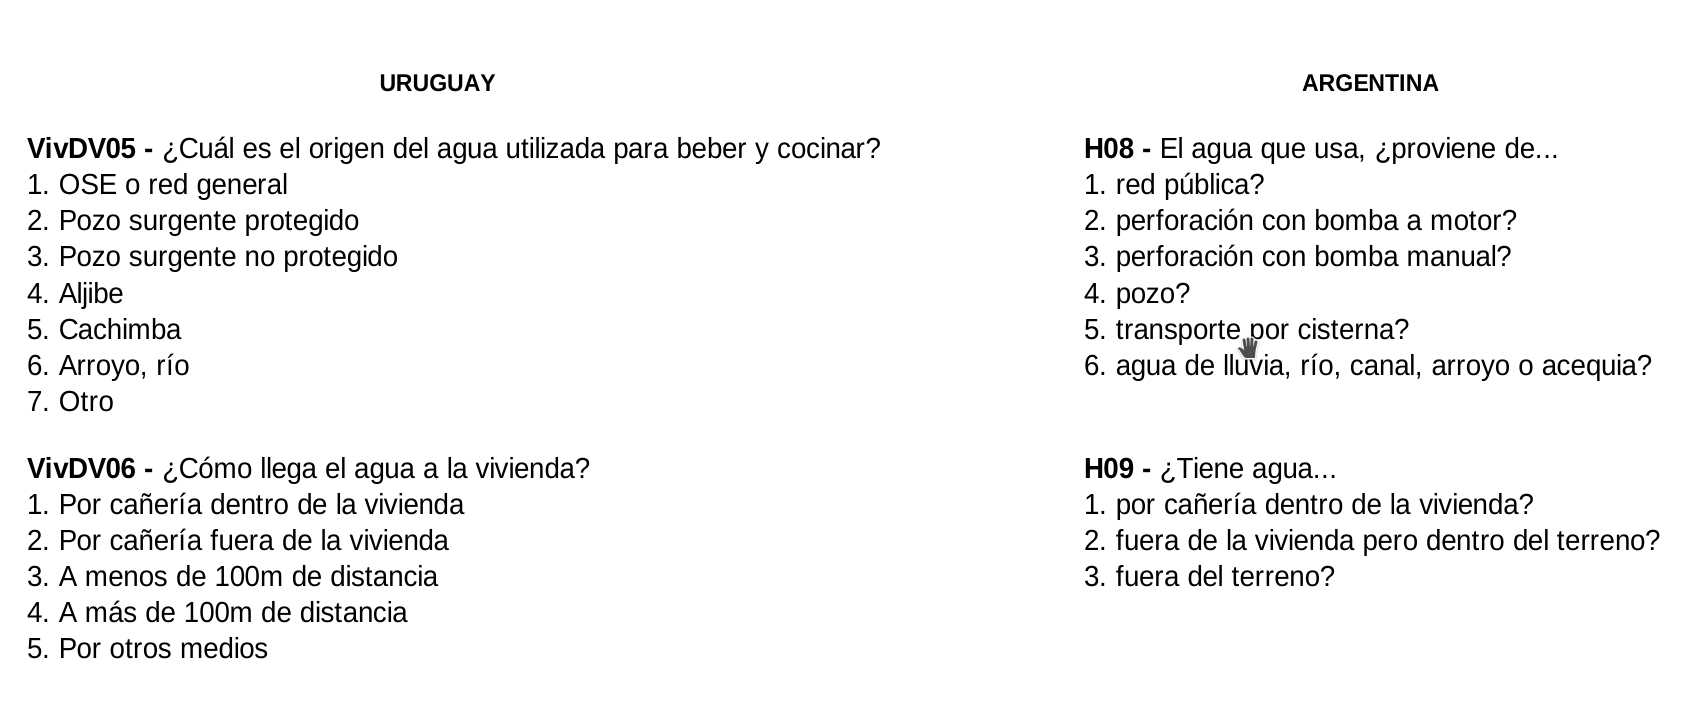 URUGUAY
VivDV05 - ¿Cuál es el origen del agua utilizada para beber y cocinar?
1. OSE o red general
2. Pozo surgente protegido
3. Pozo surgente no protegido
4. Aljibe
5. Cachimba
6. Arroyo, río
7. Otro
VivDV06 - ¿Cómo llega el agua a la vivienda?
1. Por cañería dentro de la vivienda
2. Por cañería fuera de la vivienda
3. A menos de 100m de distancia
4. A más de 100m de distancia
5. Por otros medios
ARGENTINA
H08 - El agua que usa, ¿proviene de...
1. red pública?
2. perforación con bomba a motor?
3. perforación con bomba manual?
4. pozo?
5. transporte por cisterna?
6. agua de lluvia, río, canal, arroyo o acequia?
H09 - ¿Tiene agua...
1. por cañería dentro de la vivienda?
2. fuera de la vivienda pero dentro del terreno?
3. fuera del terreno?